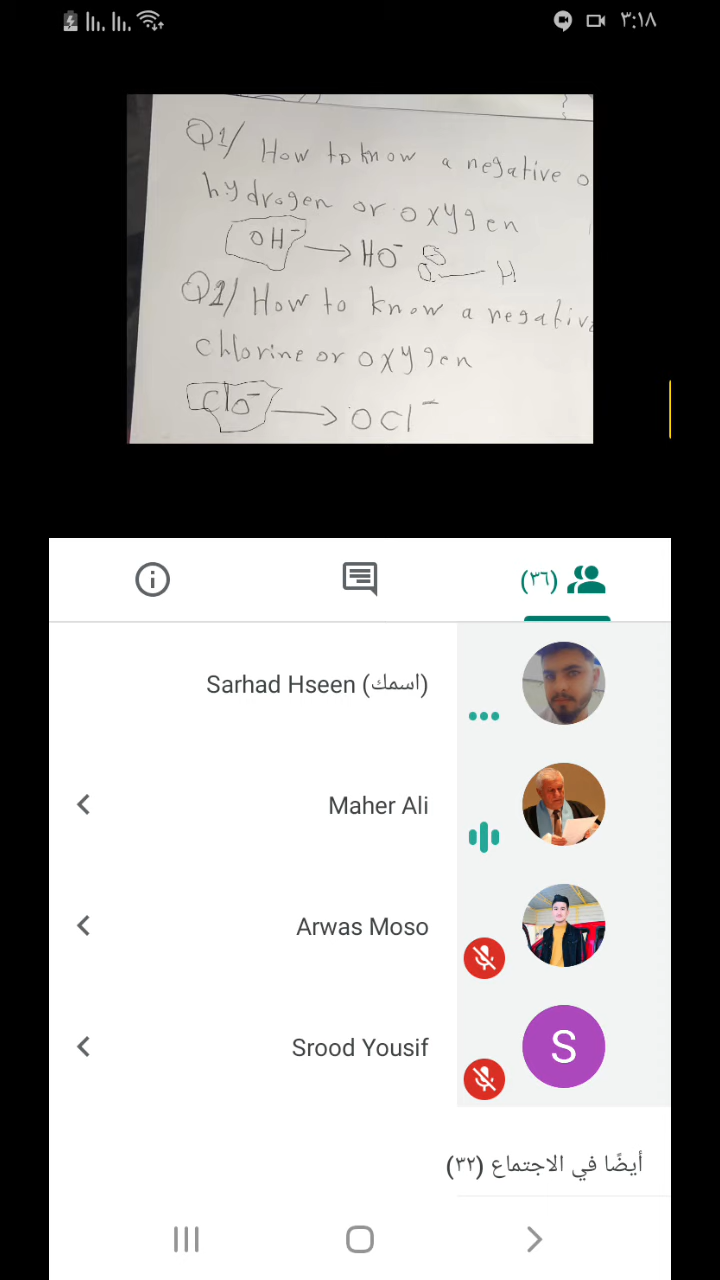 ٣:١٨
Q1/ How to know a negative o
hydrogen or oxygen
OH⁻ → HO⁻ O — H
Q2/ How to know a negative
chlorine or oxygen
ClO⁻ → OCl⁻
(٣٦)
Sarhad Hseen (اسمك)
Maher Ali
Arwas Moso
Srood Yousif
S
أيضًا في الاجتماع (٣٢)